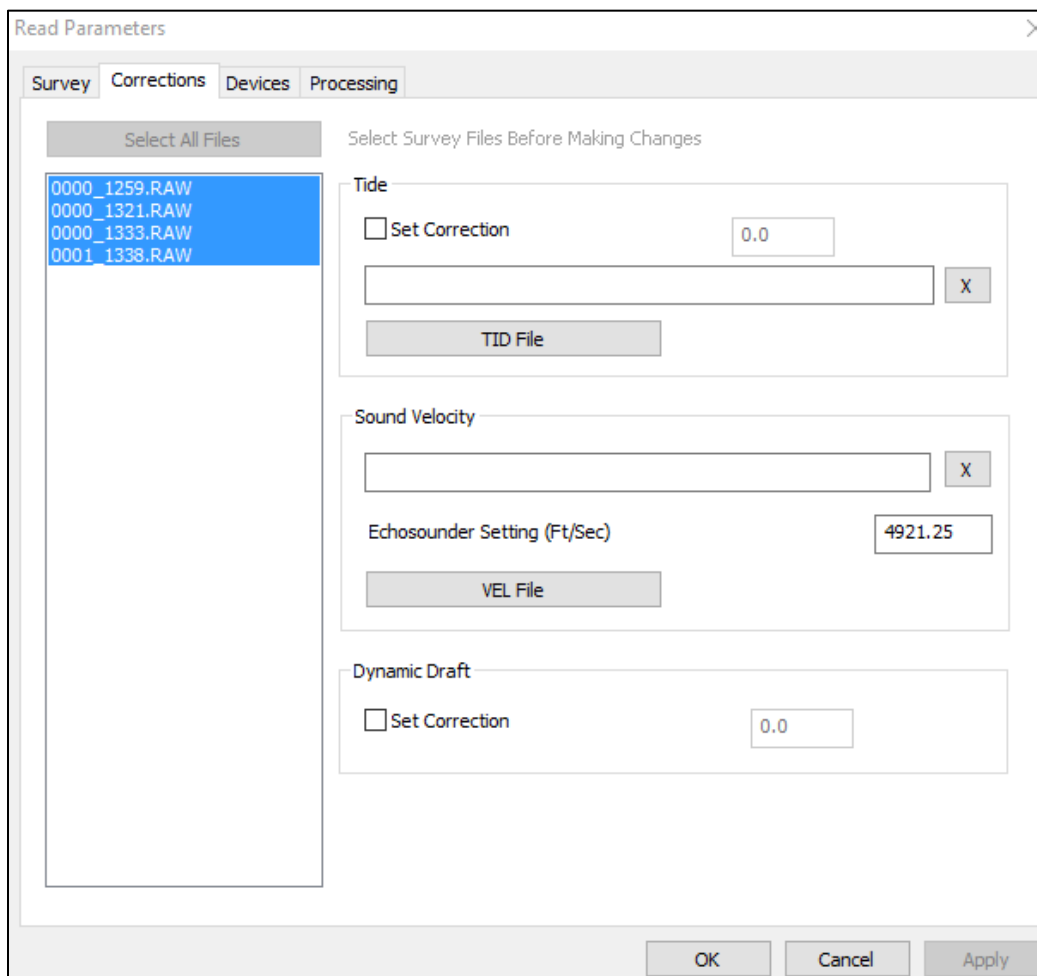 Read Parameters
Survey Corrections Devices Processing
Select All Files
Select Survey Files Before Making Changes
0000_1259.RAW
0000_1321.RAW
0000_1333.RAW
0001_1338.RAW
Tide
Set Correction 0.0
X
TID File
Sound Velocity
X
Echosounder Setting (Ft/Sec) 4921.25
VEL File
Dynamic Draft
Set Correction 0.0
OK Cancel Apply